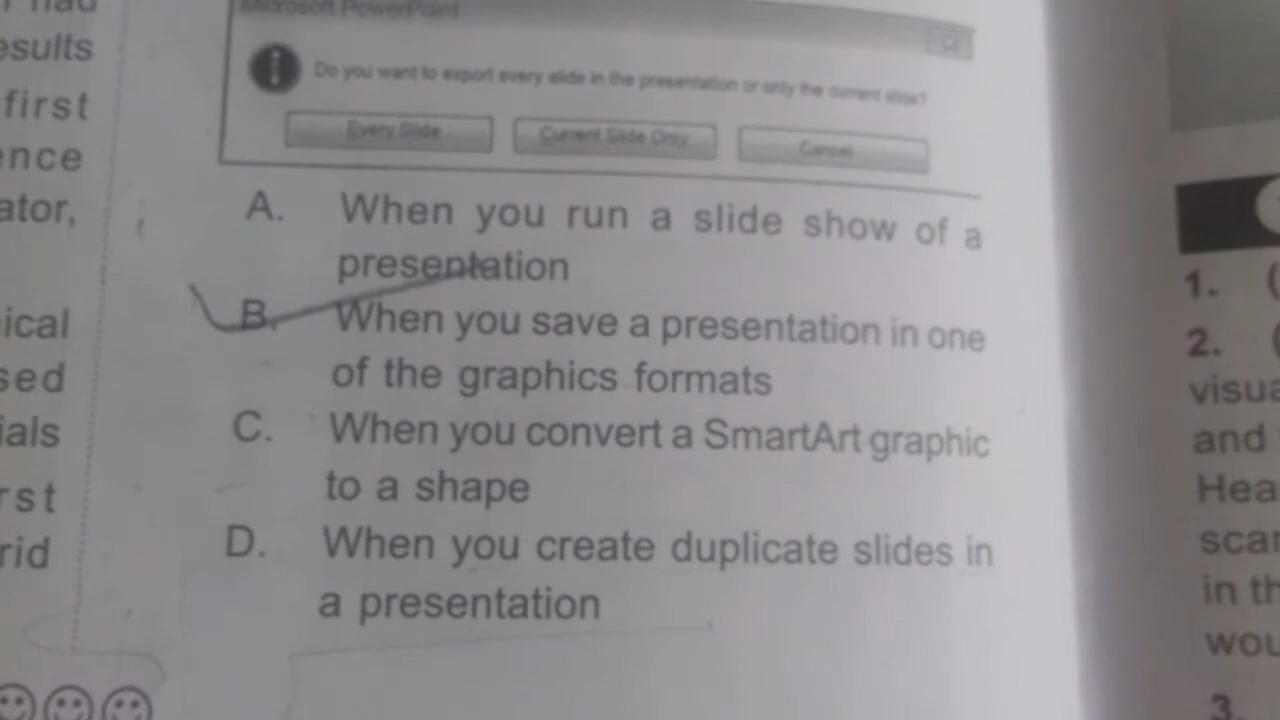 had
esults
first
ence
ator,
ical
sed
ials
rst
rid
Microsoft PowerPoint
Do you want to export every slide in the presentation or only the current slide?
Every Slide
Current Slide Only
Cancel
A. When you run a slide show of a
presentation
B. When you save a presentation in one
of the graphics formats
C. When you convert a SmartArt graphic
to a shape
D. When you create duplicate slides in
a presentation
1. (
2. (
visua
and
Hea
scar
in th
wou
3.